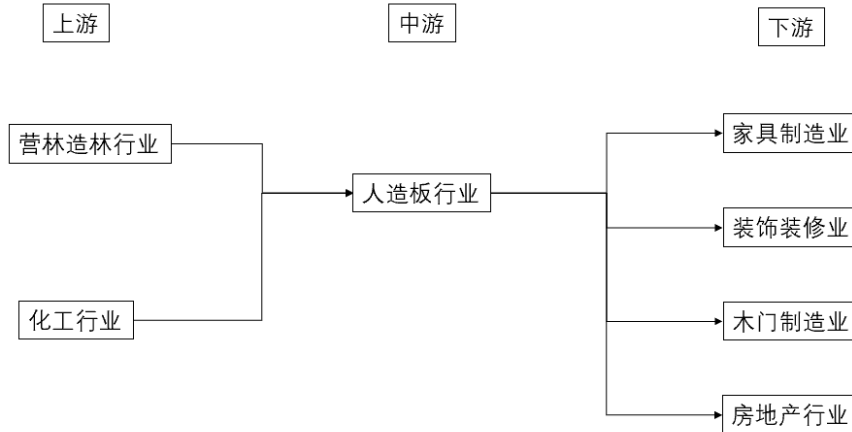 上游
中游
下游
营林造林行业
化工行业
人造板行业
家具制造业
装饰装修业
木门制造业
房地产行业